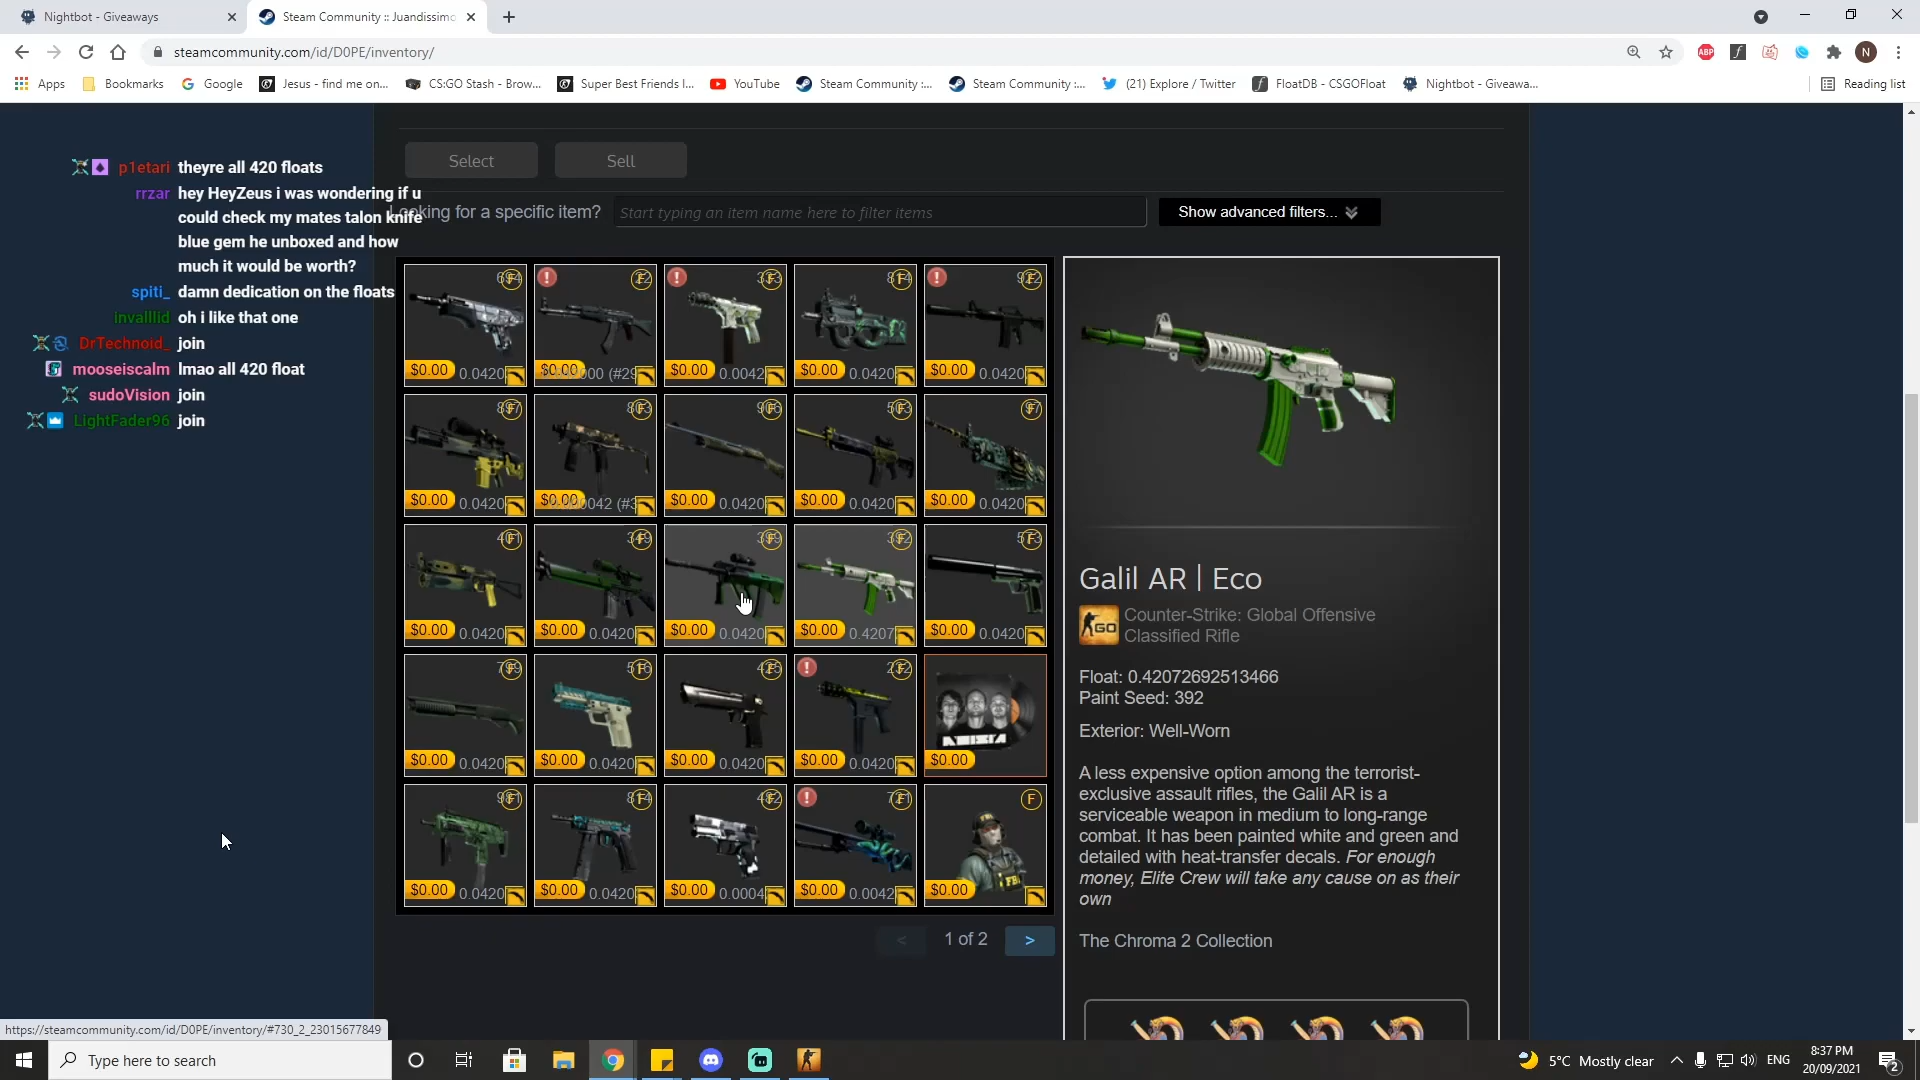 Nightbot - Giveaways
Steam Community :: Juandissimo
steamcommunity.com/id/D0PE/inventory/
Apps
Bookmarks
Google
Jesus - find me on...
CS:GO Stash - Brow...
Super Best Friends I...
YouTube
Steam Community :...
Steam Community :...
(21) Explore / Twitter
FloatDB - CSGOFloat
Nightbot - Giveawa...
Reading list
Select
Sell
p1etari theyre all 420 floats
rrzar hey HeyZeus i was wondering if u
could check my mates talon knife
blue gem he unboxed and how
much it would be worth?
spiti_ damn dedication on the floats
invalllid oh i like that one
DrTechnoid_ join
mooseiscalm lmao all 420 float
sudoVision join
LightFader96 join
Looking for a specific item?
Start typing an item name here to filter items
Show advanced filters...
$0.00 0.0420
$0.00
$0.00 0.0042
$0.00 0.0420
$0.00 0.0420
$0.00 0.0420
$0.00
$0.00 0.0420
$0.00 0.0420
$0.00 0.0420
$0.00 0.0420
$0.00 0.0420
$0.00 0.0420
$0.00 0.4207
$0.00 0.0420
$0.00 0.0420
$0.00 0.0420
$0.00 0.0420
$0.00 0.0420
$0.00
$0.00 0.0420
$0.00 0.0420
$0.00 0.0004
$0.00 0.0042
$0.00
< 1 of 2 >
Galil AR | Eco
Counter-Strike: Global Offensive
Classified Rifle
Float: 0.42072692513466
Paint Seed: 392
Exterior: Well-Worn
A less expensive option among the terrorist-
exclusive assault rifles, the Galil AR is a
serviceable weapon in medium to long-range
combat. It has been painted white and green and
detailed with heat-transfer decals. For enough
money, Elite Crew will take any cause on as their
own
The Chroma 2 Collection
https://steamcommunity.com/id/D0PE/inventory/#730_2_23015677849
Type here to search
5°C Mostly clear
ENG
8:37 PM
20/09/2021
2